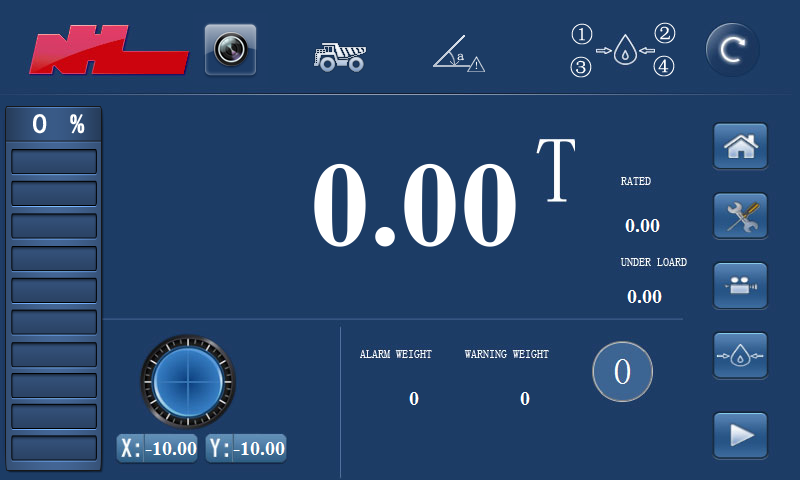 NHL
① ②
③ ④
a
!
0 %
0.00 T
RATED
0.00
UNDER LOARD
0.00
ALARM WEIGHT WARNING WEIGHT
0 0
0
X: -10.00 Y: -10.00